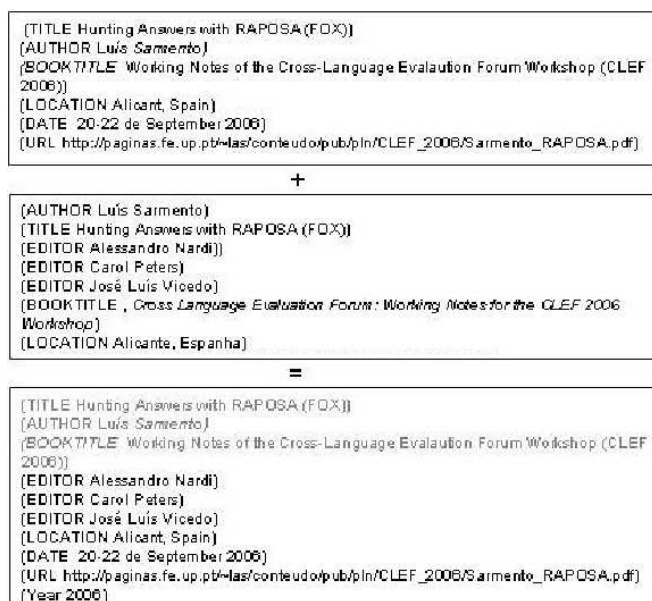 (TITLE Hunting Answers with RAPOSA (FOX))
(AUTHOR Luís Sarmento)
(BOOKTITLE Working Notes of the Cross-Language Evalaution Forum Workshop (CLEF
2006))
(LOCATION Alicant, Spain)
(DATE 20-22 de September 2006)
(URL http://paginas.fe.up.pt/~las/conteudo/pub/pln/CLEF_2006/Sarmento_RAPOSA.pdf)
+
(AUTHOR Luís Sarmento)
(TITLE Hunting Answers with RAPOSA (FOX))
(EDITOR Alessandro Nardi))
(EDITOR Carol Peters)
(EDITOR José Luís Vicedo)
(BOOKTITLE , Cross Language Evaluation Forum: Working Notes for the CLEF 2006
Workshop)
(LOCATION Alicante, Espanha)
=
(TITLE Hunting Answers with RAPOSA (FOX))
(AUTHOR Luís Sarmento)
(BOOKTITLE Working Notes of the Cross-Language Evalaution Forum Workshop (CLEF
2006))
(EDITOR Alessandro Nardi)
(EDITOR Carol Peters)
(EDITOR José Luís Vicedo)
(LOCATION Alicant, Spain)
(DATE 20-22 de September 2006)
(URL http://paginas.fe.up.pt/~las/conteudo/pub/pln/CLEF_2006/Sarmento_RAPOSA.pdf)
(Year 2006)